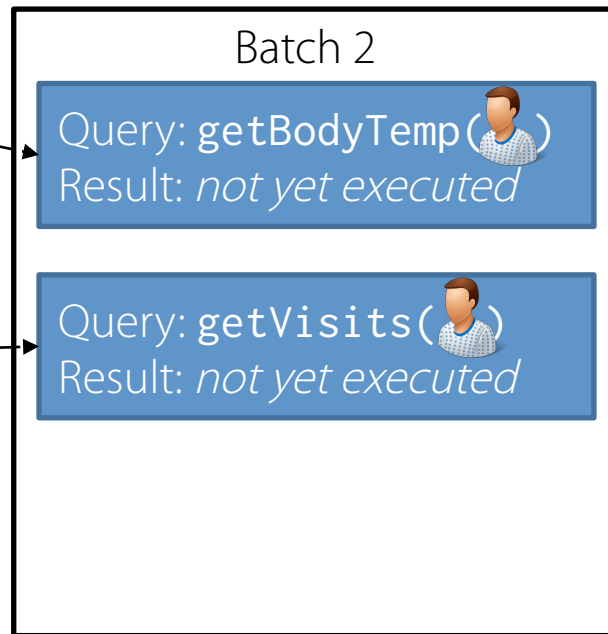 Batch 2
Query: getBodyTemp( )
Result: not yet executed
Query: getVisits( )
Result: not yet executed